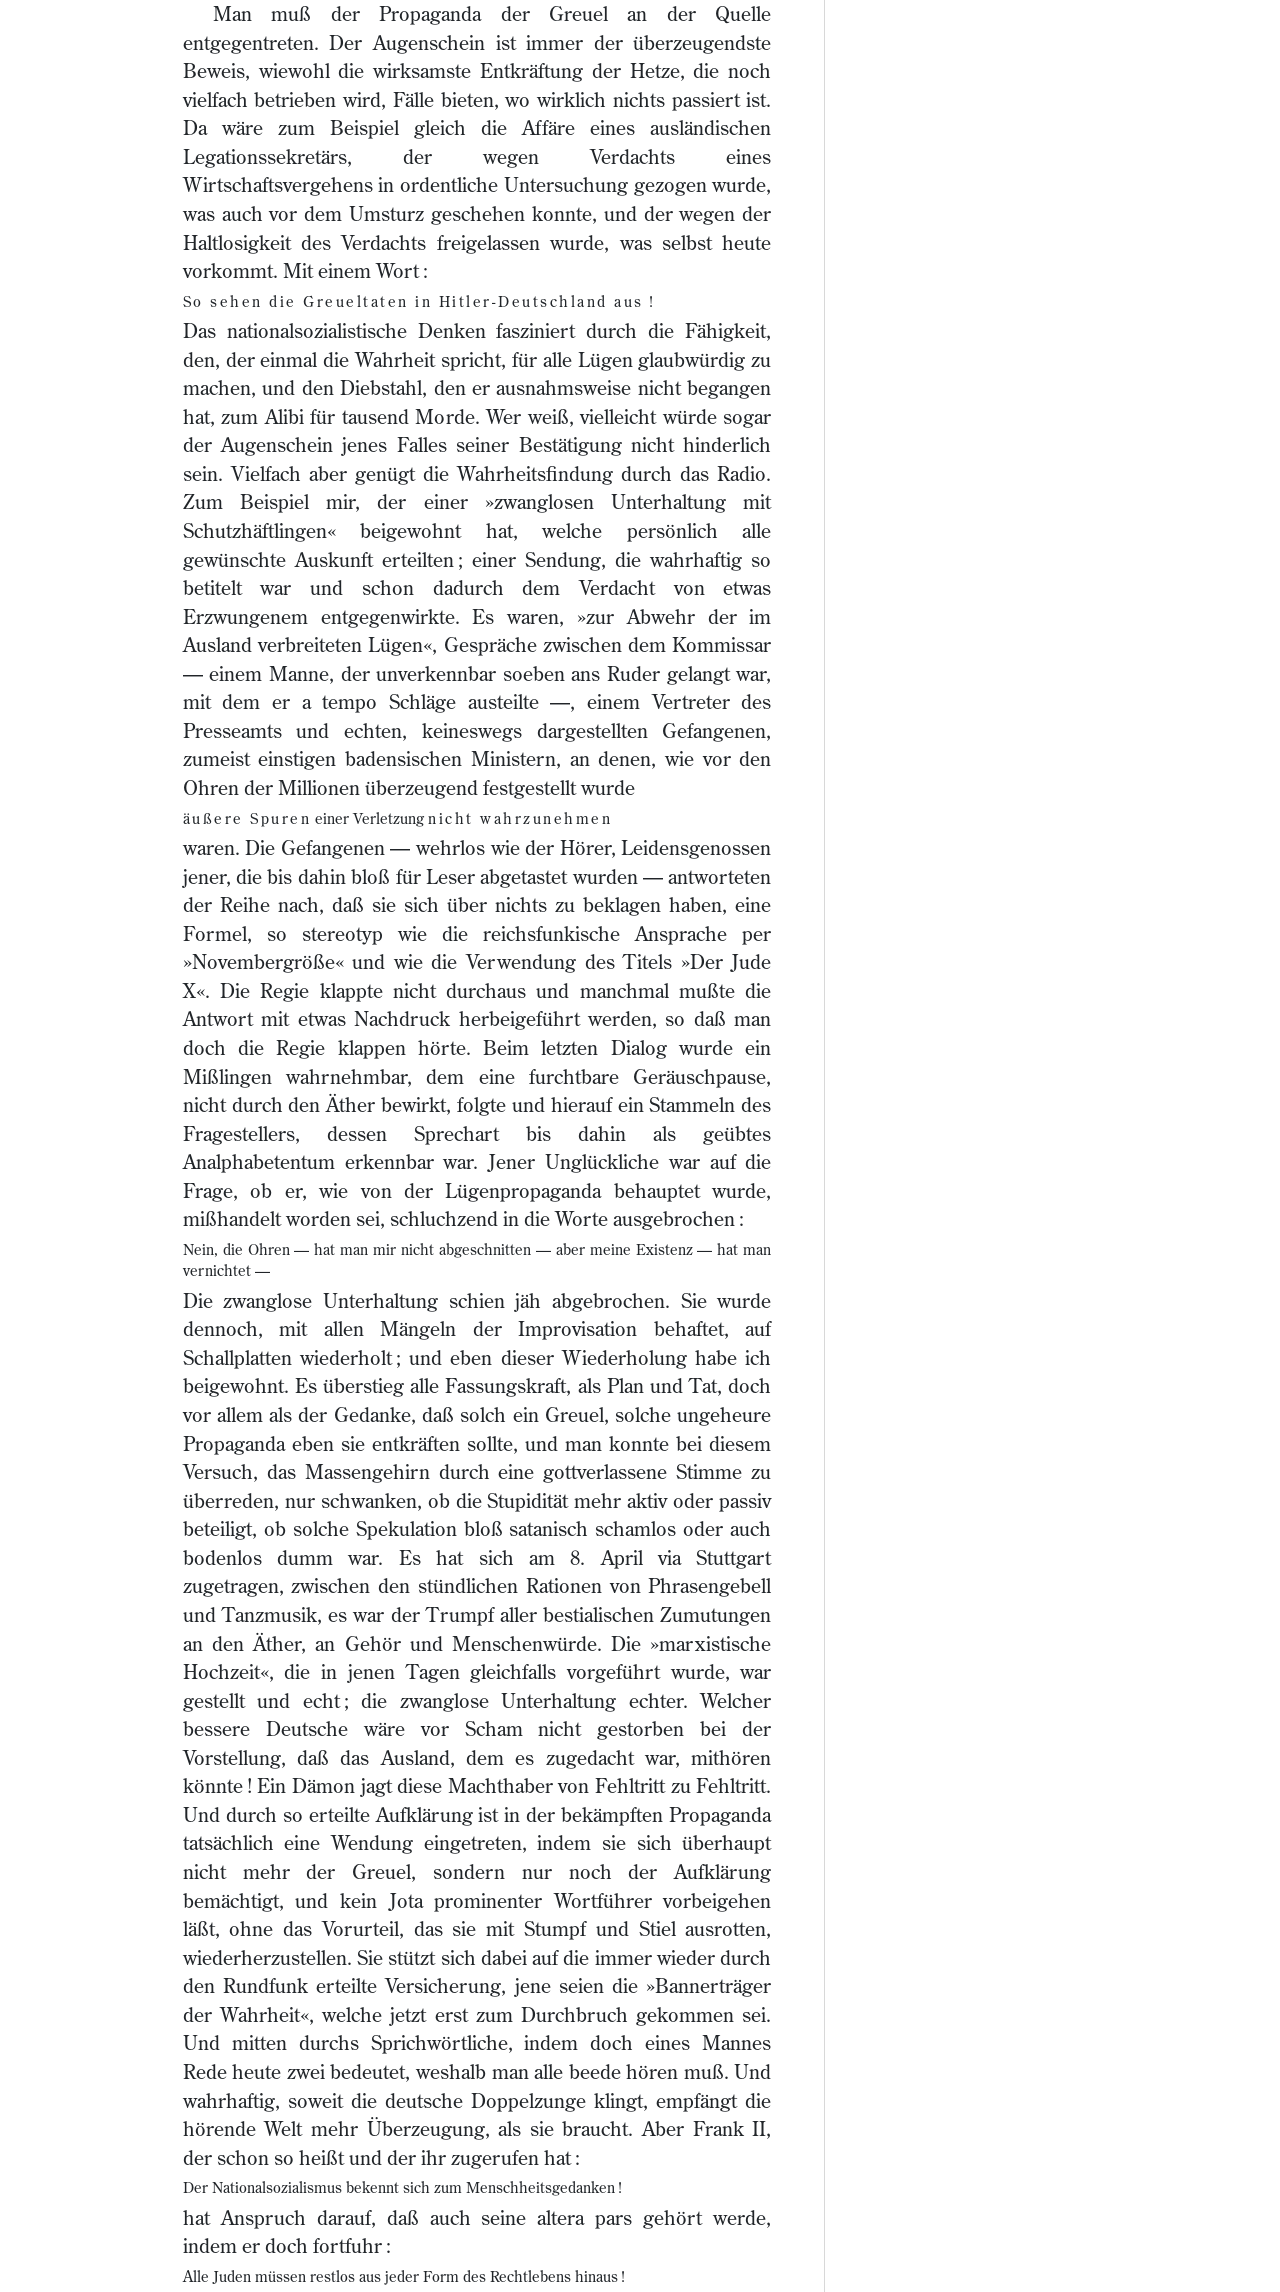 Man muß der Propaganda der Greuel an der Quelle
entgegentreten. Der Augenschein ist immer der überzeugendste
Beweis, wiewohl die wirksamste Entkräftung der Hetze, die noch
vielfach betrieben wird, Fälle bieten, wo wirklich nichts passiert ist.
Da wäre zum Beispiel gleich die Affäre eines ausländischen
Legationssekretärs, der wegen Verdachts eines
Wirtschaftsvergehens in ordentliche Untersuchung gezogen wurde,
was auch vor dem Umsturz geschehen konnte, und der wegen der
Haltlosigkeit des Verdachts freigelassen wurde, was selbst heute
vorkommt. Mit einem Wort :
So sehen die Greueltaten in Hitler-Deutschland aus !
Das nationalsozialistische Denken fasziniert durch die Fähigkeit,
den, der einmal die Wahrheit spricht, für alle Lügen glaubwürdig zu
machen, und den Diebstahl, den er ausnahmsweise nicht begangen
hat, zum Alibi für tausend Morde. Wer weiß, vielleicht würde sogar
der Augenschein jenes Falles seiner Bestätigung nicht hinderlich
sein. Vielfach aber genügt die Wahrheitsfindung durch das Radio.
Zum Beispiel mir, der einer »zwanglosen Unterhaltung mit
Schutzhäftlingen« beigewohnt hat, welche persönlich alle
gewünschte Auskunft erteilten ; einer Sendung, die wahrhaftig so
betitelt war und schon dadurch dem Verdacht von etwas
Erzwungenem entgegenwirkte. Es waren, »zur Abwehr der im
Ausland verbreiteten Lügen«, Gespräche zwischen dem Kommissar
— einem Manne, der unverkennbar soeben ans Ruder gelangt war,
mit dem er a tempo Schläge austeilte —, einem Vertreter des
Presseamts und echten, keineswegs dargestellten Gefangenen,
zumeist einstigen badensischen Ministern, an denen, wie vor den
Ohren der Millionen überzeugend festgestellt wurde
äußere Spuren einer Verletzung nicht wahrzunehmen
waren. Die Gefangenen — wehrlos wie der Hörer, Leidensgenossen
jener, die bis dahin bloß für Leser abgetastet wurden — antworteten
der Reihe nach, daß sie sich über nichts zu beklagen haben, eine
Formel, so stereotyp wie die reichsfunkische Ansprache per
»Novembergröße« und wie die Verwendung des Titels »Der Jude
X«. Die Regie klappte nicht durchaus und manchmal mußte die
Antwort mit etwas Nachdruck herbeigeführt werden, so daß man
doch die Regie klappen hörte. Beim letzten Dialog wurde ein
Mißlingen wahrnehmbar, dem eine furchtbare Geräuschpause,
nicht durch den Äther bewirkt, folgte und hierauf ein Stammeln des
Fragestellers, dessen Sprechart bis dahin als geübtes
Analphabetentum erkennbar war. Jener Unglückliche war auf die
Frage, ob er, wie von der Lügenpropaganda behauptet wurde,
mißhandelt worden sei, schluchzend in die Worte ausgebrochen :
Nein, die Ohren — hat man mir nicht abgeschnitten — aber meine Existenz — hat man
vernichtet —
Die zwanglose Unterhaltung schien jäh abgebrochen. Sie wurde
dennoch, mit allen Mängeln der Improvisation behaftet, auf
Schallplatten wiederholt ; und eben dieser Wiederholung habe ich
beigewohnt. Es überstieg alle Fassungskraft, als Plan und Tat, doch
vor allem als der Gedanke, daß solch ein Greuel, solche ungeheure
Propaganda eben sie entkräften sollte, und man konnte bei diesem
Versuch, das Massengehirn durch eine gottverlassene Stimme zu
überreden, nur schwanken, ob die Stupidität mehr aktiv oder passiv
beteiligt, ob solche Spekulation bloß satanisch schamlos oder auch
bodenlos dumm war. Es hat sich am 8. April via Stuttgart
zugetragen, zwischen den stündlichen Rationen von Phrasengebell
und Tanzmusik, es war der Trumpf aller bestialischen Zumutungen
an den Äther, an Gehör und Menschenwürde. Die »marxistische
Hochzeit«, die in jenen Tagen gleichfalls vorgeführt wurde, war
gestellt und echt ; die zwanglose Unterhaltung echter. Welcher
bessere Deutsche wäre vor Scham nicht gestorben bei der
Vorstellung, daß das Ausland, dem es zugedacht war, mithören
könnte ! Ein Dämon jagt diese Machthaber von Fehltritt zu Fehltritt.
Und durch so erteilte Aufklärung ist in der bekämpften Propaganda
tatsächlich eine Wendung eingetreten, indem sie sich überhaupt
nicht mehr der Greuel, sondern nur noch der Aufklärung
bemächtigt, und kein Jota prominenter Wortführer vorbeigehen
läßt, ohne das Vorurteil, das sie mit Stumpf und Stiel ausrotten,
wiederherzustellen. Sie stützt sich dabei auf die immer wieder durch
den Rundfunk erteilte Versicherung, jene seien die »Bannerträger
der Wahrheit«, welche jetzt erst zum Durchbruch gekommen sei.
Und mitten durchs Sprichwörtliche, indem doch eines Mannes
Rede heute zwei bedeutet, weshalb man alle beede hören muß. Und
wahrhaftig, soweit die deutsche Doppelzunge klingt, empfängt die
hörende Welt mehr Überzeugung, als sie braucht. Aber Frank II,
der schon so heißt und der ihr zugerufen hat :
Der Nationalsozialismus bekennt sich zum Menschheitsgedanken !
hat Anspruch darauf, daß auch seine altera pars gehört werde,
indem er doch fortfuhr :
Alle Juden müssen restlos aus jeder Form des Rechtlebens hinaus !